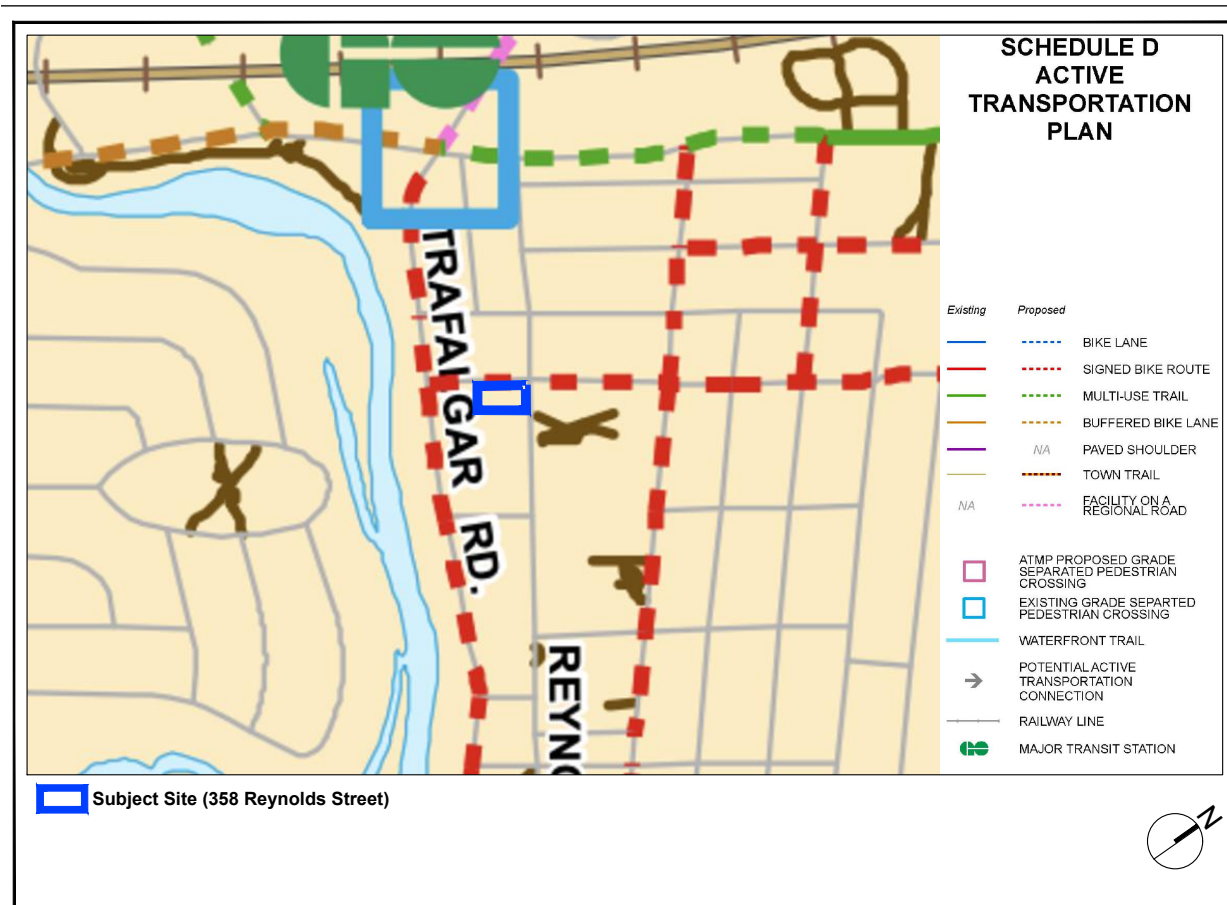 SCHEDULE D
ACTIVE
TRANSPORTATION
PLAN
TRAFALGAR RD.
REYNO
Existing Proposed
BIKE LANE
SIGNED BIKE ROUTE
MULTI-USE TRAIL
BUFFERED BIKE LANE
NA PAVED SHOULDER
TOWN TRAIL
NA FACILITY ON A
REGIONAL ROAD
ATMP PROPOSED GRADE
SEPARATED PEDESTRIAN
CROSSING
EXISTING GRADE SEPARTED
PEDESTRIAN CROSSING
WATERFRONT TRAIL
POTENTIAL ACTIVE
TRANSPORTATION
CONNECTION
RAILWAY LINE
MAJOR TRANSIT STATION
Subject Site (358 Reynolds Street)
N